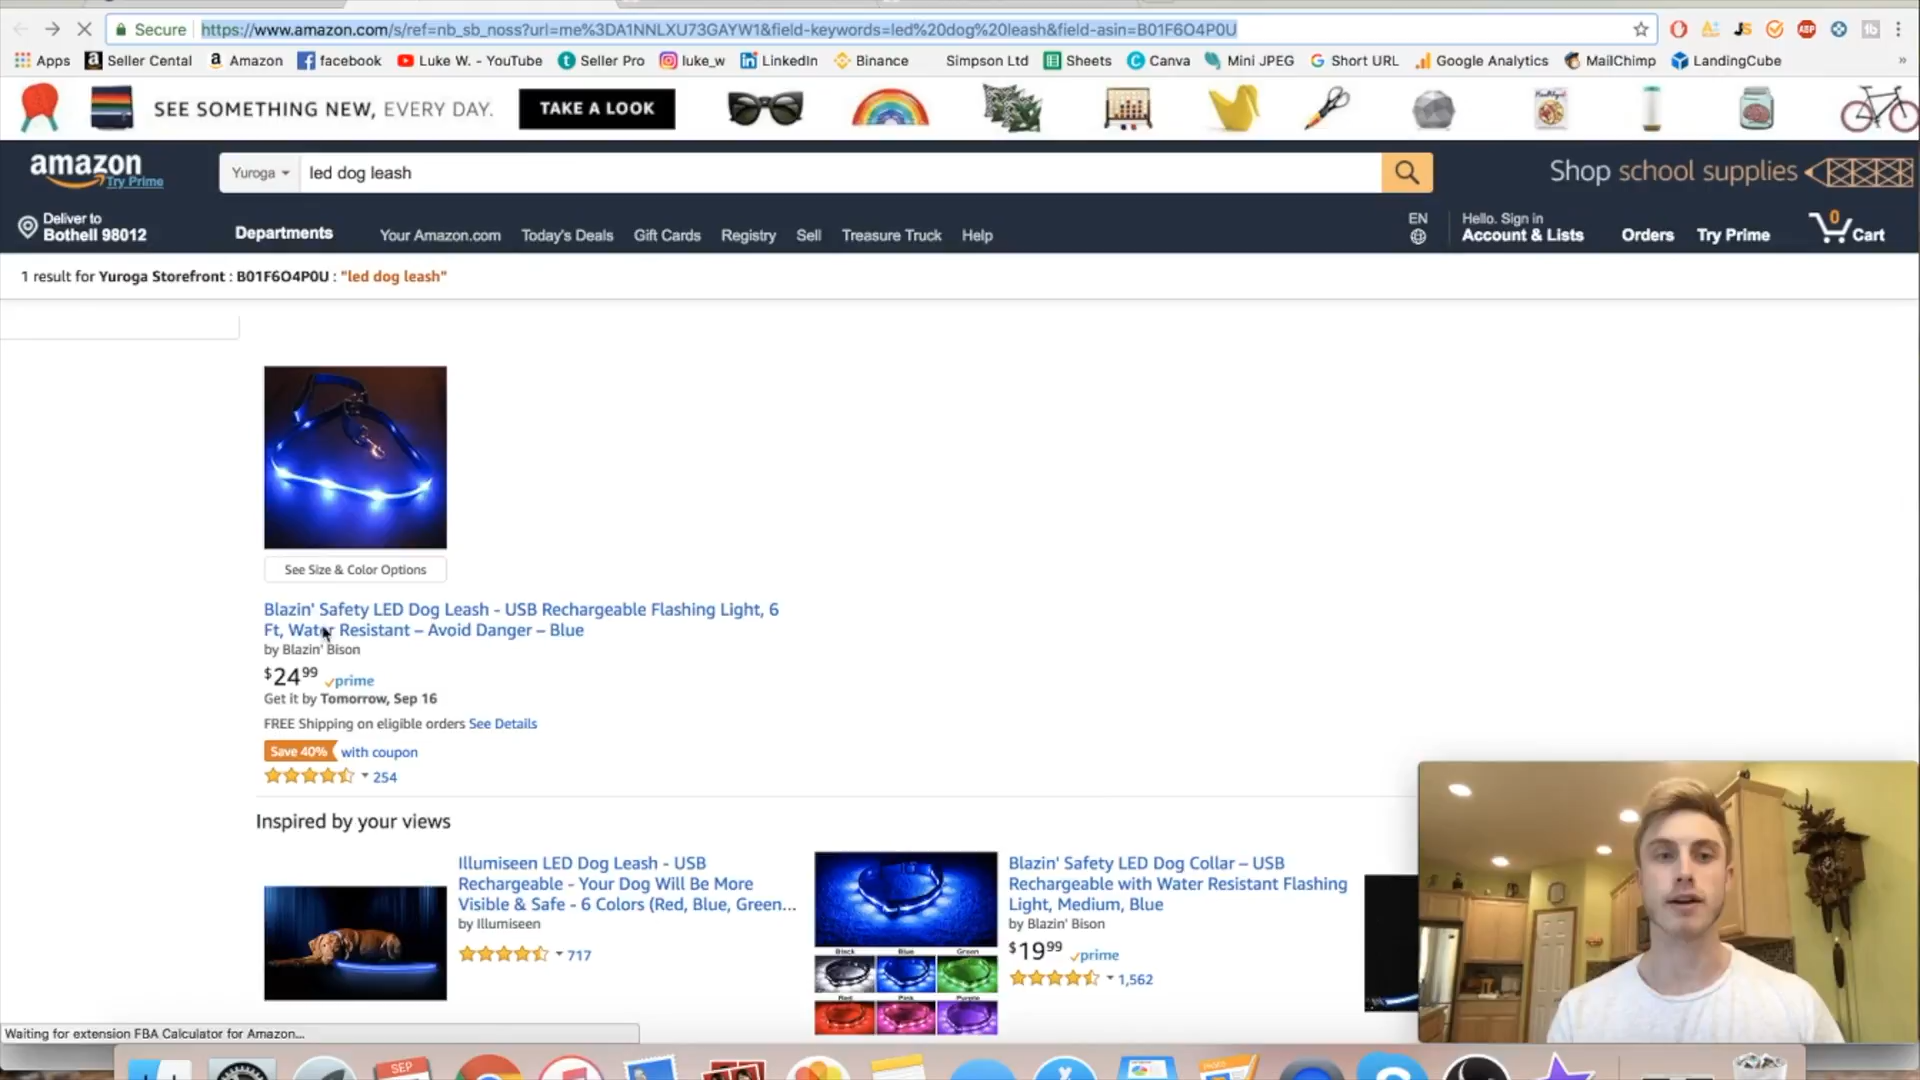 Secure
https://www.amazon.com/s/ref=nb_sb_noss?url=me%3DA1NNLXU73GAYW1&field-keywords=led%20dog%20leash&field-asin=B01F6O4P0U
Apps Seller Cental Amazon facebook Luke W. - YouTube Seller Pro luke_w LinkedIn Binance Simpson Ltd Sheets Canva Mini JPEG Short URL Google Analytics MailChimp LandingCube »
SEE SOMETHING NEW, EVERY DAY. TAKE A LOOK
amazon
Try Prime
Yuroga led dog leash
Shop school supplies
Deliver to
Bothell 98012
Departments Your Amazon.com Today's Deals Gift Cards Registry Sell Treasure Truck Help
EN
Hello. Sign in
Account & Lists
Orders Try Prime 0 Cart
1 result for Yuroga Storefront : B01F6O4P0U : "led dog leash"
See Size & Color Options
Blazin' Safety LED Dog Leash - USB Rechargeable Flashing Light, 6
Ft, Water Resistant – Avoid Danger – Blue
by Blazin' Bison
$24 99 prime
Get it by Tomorrow, Sep 16
FREE Shipping on eligible orders See Details
Save 40% with coupon
254
Inspired by your views
Illumiseen LED Dog Leash - USB
Rechargeable - Your Dog Will Be More
Visible & Safe - 6 Colors (Red, Blue, Green...
by Illumiseen
717
Black Blue Green
Red Pink Purple
Blazin' Safety LED Dog Collar – USB
Rechargeable with Water Resistant Flashing
Light, Medium, Blue
by Blazin' Bison
$19 99 prime
1,562
Waiting for extension FBA Calculator for Amazon...
SEP